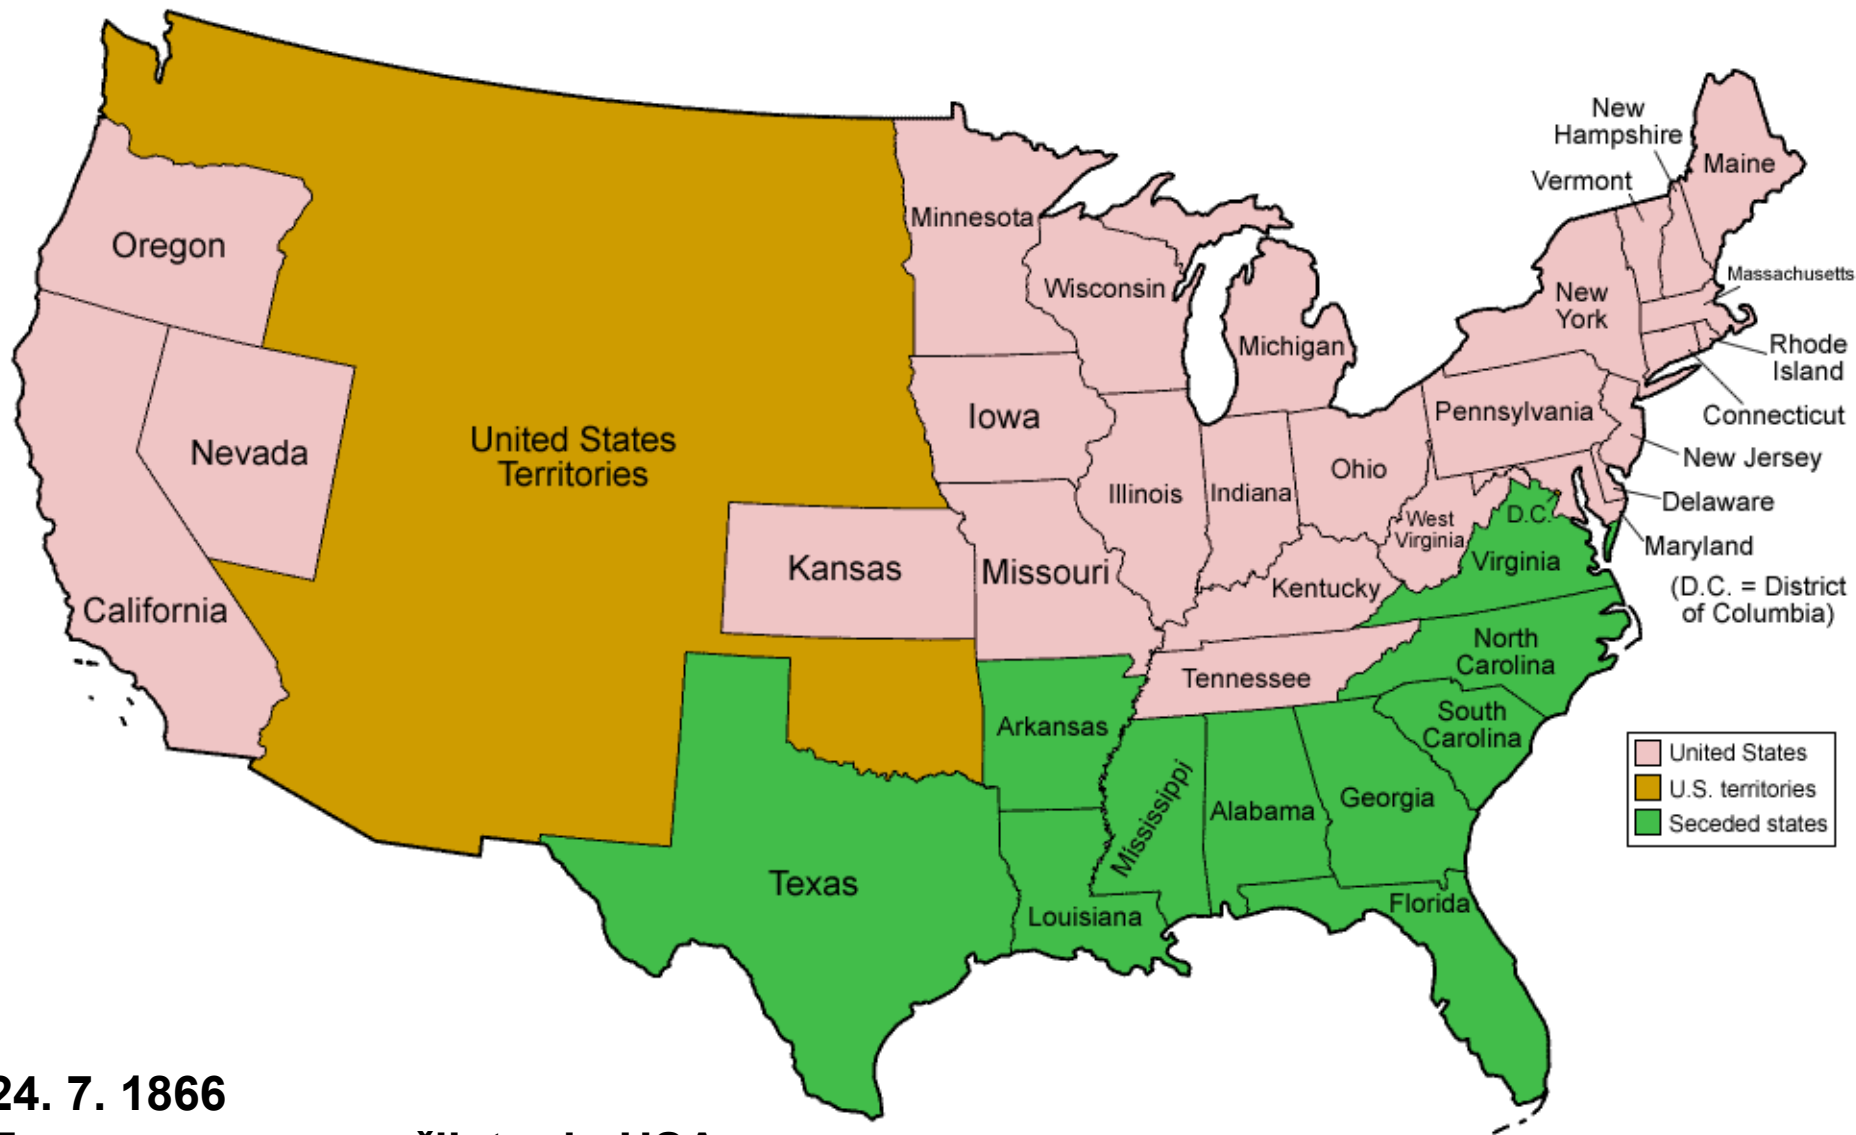 New
Hampshire
Maine
Vermont
Minnesota
Oregon
Massachusetts
Wisconsin
New
York
Michigan
Rhode
Island
Iowa
Pennsylvania
Connecticut
United States
Territories
Nevada
New Jersey
Ohio
Illinois
Indiana
Delaware
D.C.
West
Virginia
Maryland
Virginia
Kansas
Missouri
Kentucky
(D.C. = District
of Columbia)
California
North
Carolina
Tennessee
South
Carolina
Arkansas
United States
U.S. territories
Seceded states
Mississippi
Alabama
Georgia
Texas
Florida
Louisiana
24. 7. 1866
USA